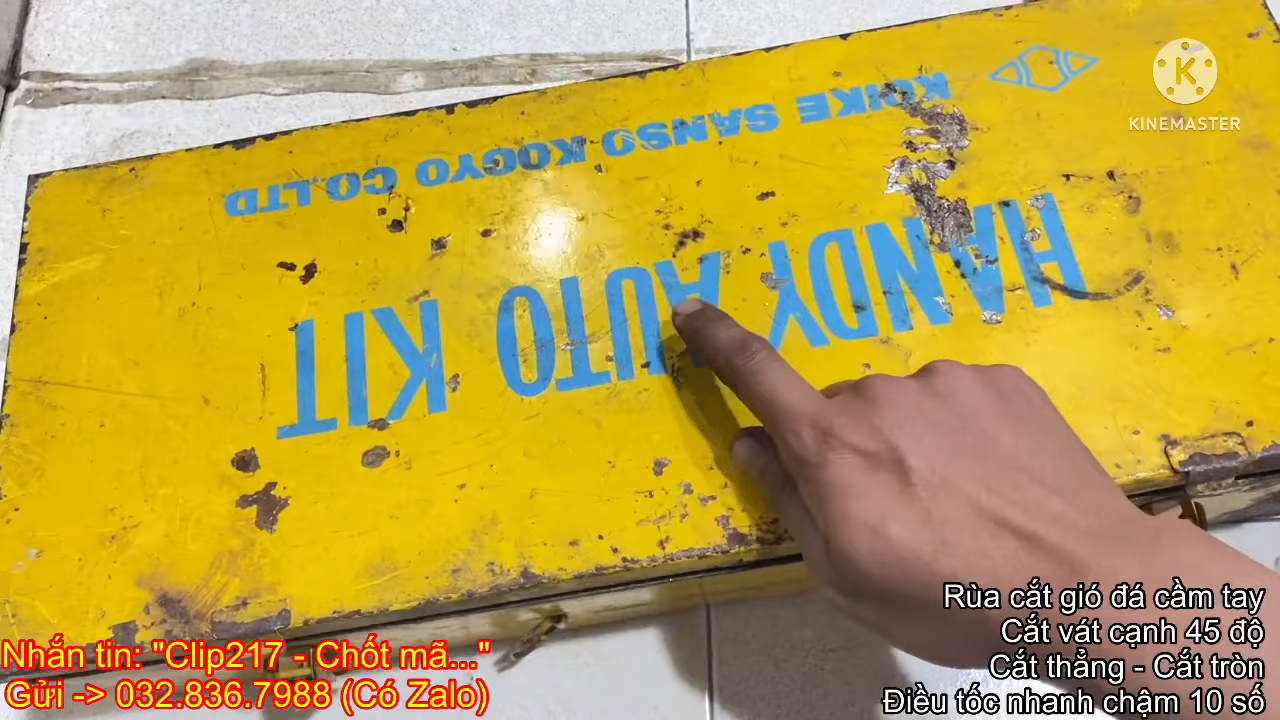 KINEMASTER
KOIKE SANSO KOGYO CO.LTD
HANDY AUTO KIT
Rùa cắt gió đá cầm tay
Cắt vát cạnh 45 độ
Cắt thẳng - Cắt tròn
Điều tốc nhanh chậm 10 số
Nhắn tin: "Clip217 - Chốt mã..."
Gửi -> 032.836.7988 (Có Zalo)